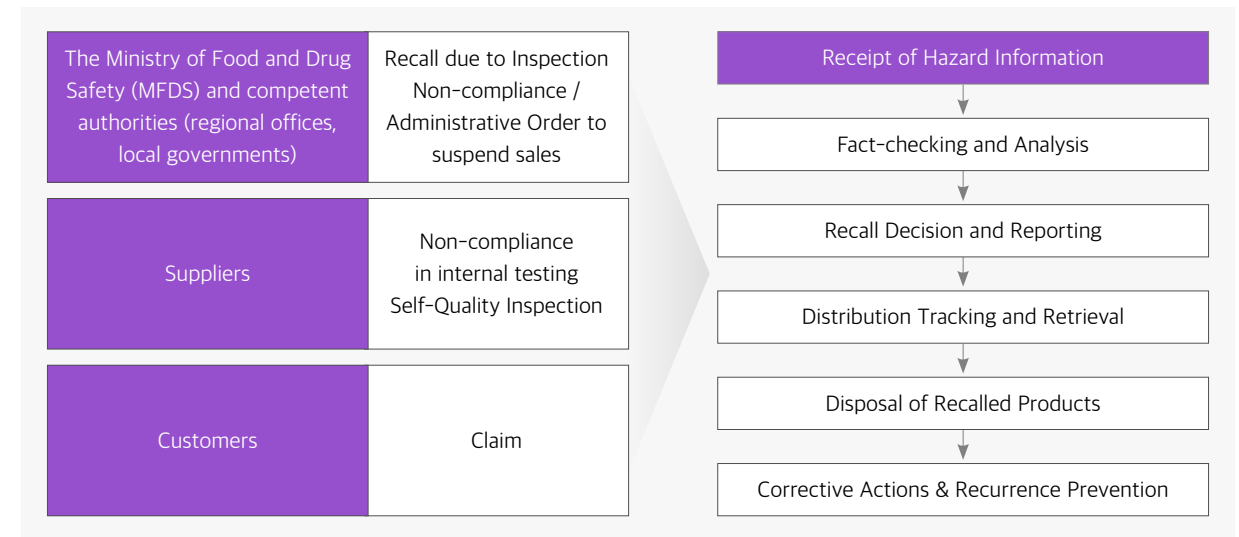 The Ministry of Food and Drug
Safety (MFDS) and competent
authorities (regional offices,
local governments)
Recall due to Inspection
Non-compliance /
Administrative Order to
suspend sales
Suppliers
Non-compliance
in internal testing
Self-Quality Inspection
Customers
Claim
Receipt of Hazard Information
Fact-checking and Analysis
Recall Decision and Reporting
Distribution Tracking and Retrieval
Disposal of Recalled Products
Corrective Actions & Recurrence Prevention